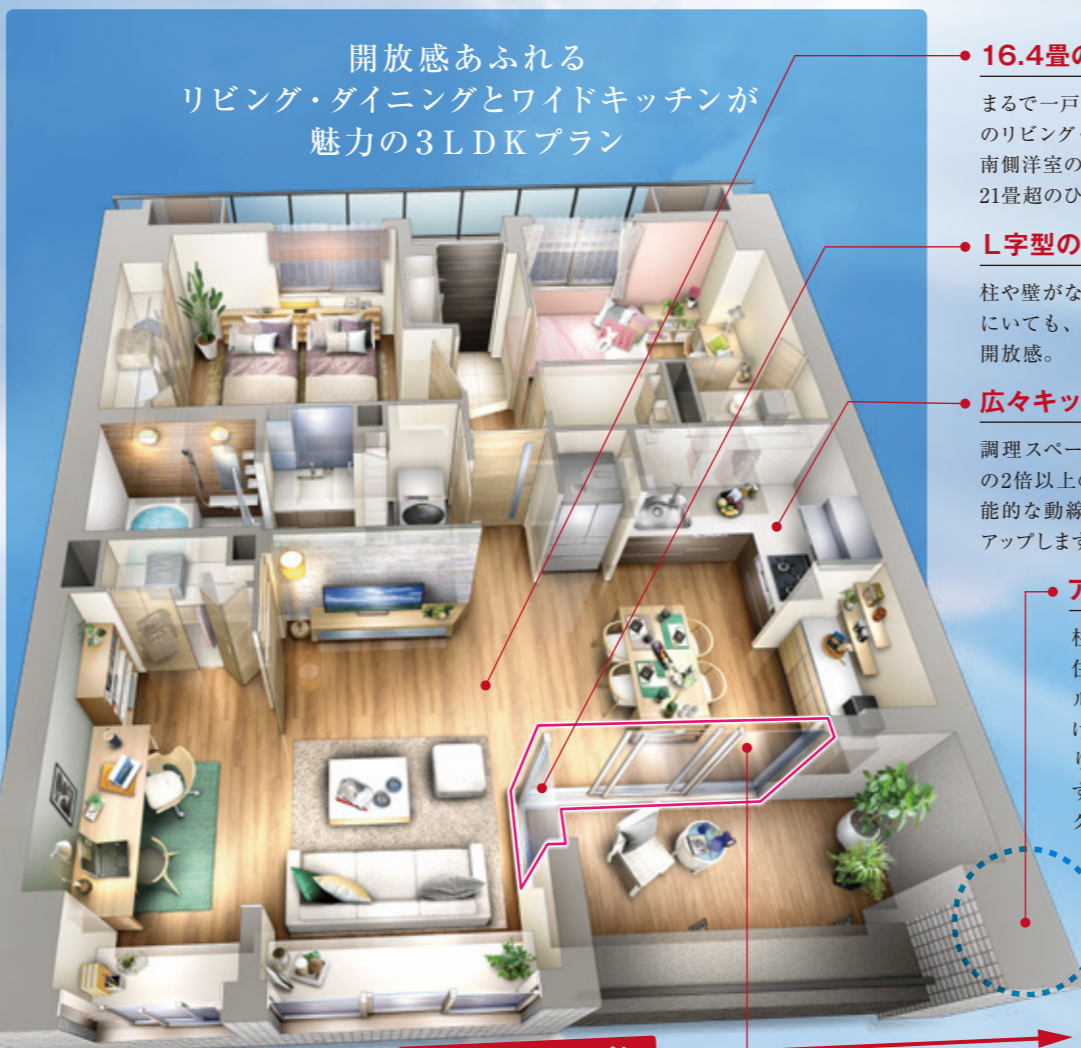 開放感あふれる
リビング・ダイニングとワイドキッチンが
魅力の3LDKプラン
16.4畳の
まるで一戸
のリビング
南側洋室の
21畳超のひ
L字型の
柱や壁がな
にいても、
開放感。
広々キッ
調理スペー
の2倍以上の
能的な動線
アップします